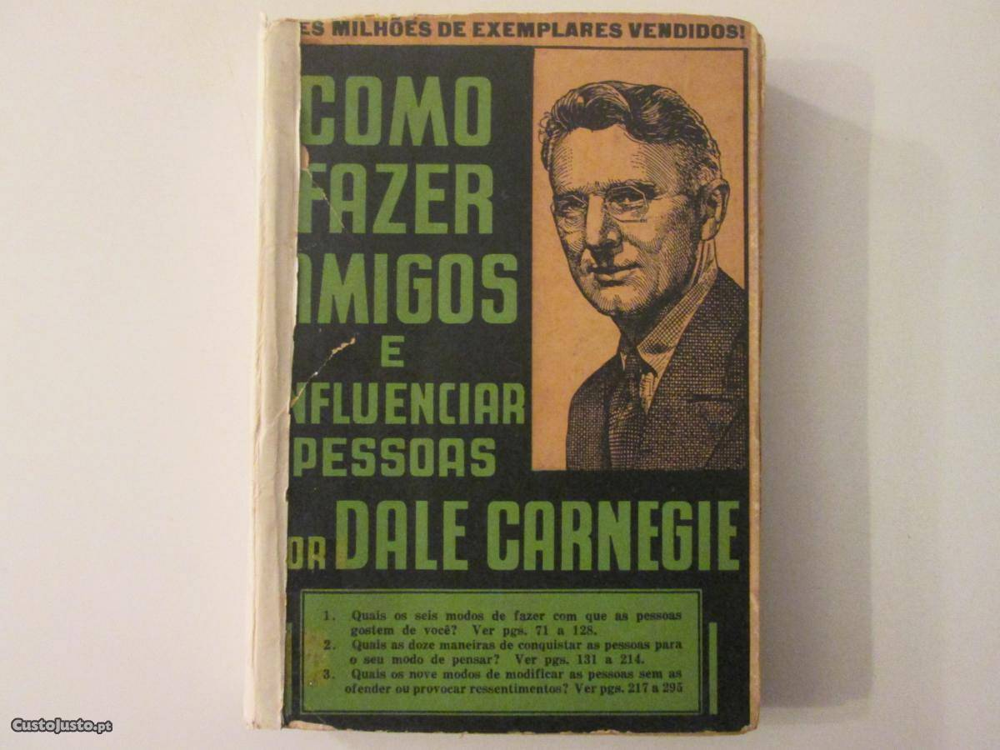 ES MILHÕES DE EXEMPLARES VENDIDOS!
COMO
FAZER
AMIGOS
E
INFLUENCIAR
PESSOAS
OR DALE CARNEGIE
1. Quais os seis modos de fazer com que as pessoas
gostem de você? Ver pgs. 71 a 128.
2. Quais as doze maneiras de conquistar as pessoas para
o seu modo de pensar? Ver pgs. 131 a 214.
3. Quais os nove modos de modificar as pessoas sem as
ofender ou provocar ressentimentos? Ver pgs. 217 a 295
CustoJusto.pt